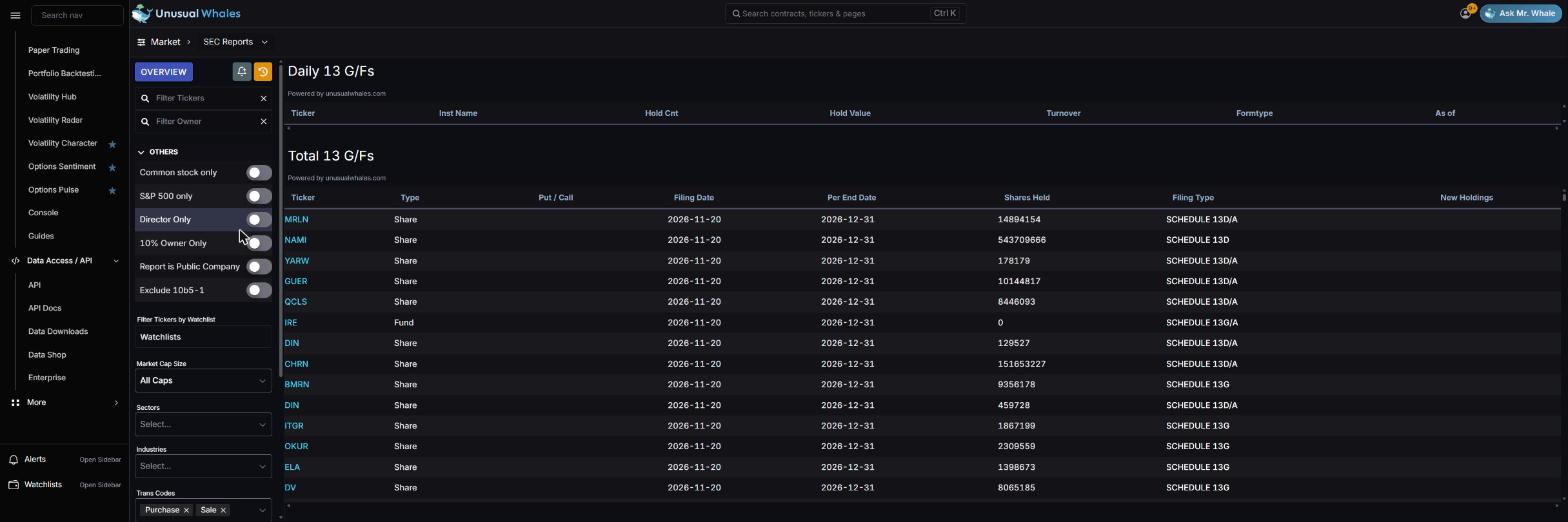 Search nav
Unusual Whales
Search contracts, tickers & pages Ctrl K
9+
Ask Mr. Whale
Paper Trading
Portfolio Backtesti...
Volatility Hub
Volatility Radar
Volatility Character
Options Sentiment
Options Pulse
Console
Guides
Data Access / API
API
API Docs
Data Downloads
Data Shop
Enterprise
More
Alerts Open Sidebar
Watchlists Open Sidebar
Market › SEC Reports
OVERVIEW
Filter Tickers
Filter Owner
OTHERS
Common stock only
S&P 500 only
Director Only
10% Owner Only
Report is Public Company
Exclude 10b5-1
Filter Tickers by Watchlist
Watchlists
Market Cap Size
All Caps
Sectors
Select...
Industries
Select...
Trans Codes
Purchase × Sale ×
Daily 13 G/Fs
Powered by unusualwhales.com
Ticker Inst Name Hold Cnt Hold Value Turnover Formtype As of
Total 13 G/Fs
Powered by unusualwhales.com
Ticker Type Put / Call Filing Date Per End Date Shares Held Filing Type New Holdings
MRLN Share 2026-11-20 2026-12-31 14894154 SCHEDULE 13D/A
NAMI Share 2026-11-20 2026-12-31 543709666 SCHEDULE 13D
YARW Share 2026-11-20 2026-12-31 178179 SCHEDULE 13D/A
GUER Share 2026-11-20 2026-12-31 10144817 SCHEDULE 13D/A
QCLS Share 2026-11-20 2026-12-31 8446093 SCHEDULE 13D/A
IRE Fund 2026-11-20 2026-12-31 0 SCHEDULE 13G/A
DIN Share 2026-11-20 2026-12-31 129527 SCHEDULE 13D/A
CHRN Share 2026-11-20 2026-12-31 151653227 SCHEDULE 13D/A
BMRN Share 2026-11-20 2026-12-31 9356178 SCHEDULE 13G
DIN Share 2026-11-20 2026-12-31 459728 SCHEDULE 13D/A
ITGR Share 2026-11-20 2026-12-31 1867199 SCHEDULE 13G
OKUR Share 2026-11-20 2026-12-31 2309559 SCHEDULE 13G
ELA Share 2026-11-20 2026-12-31 1398673 SCHEDULE 13G
DV Share 2026-11-20 2026-12-31 8065185 SCHEDULE 13G